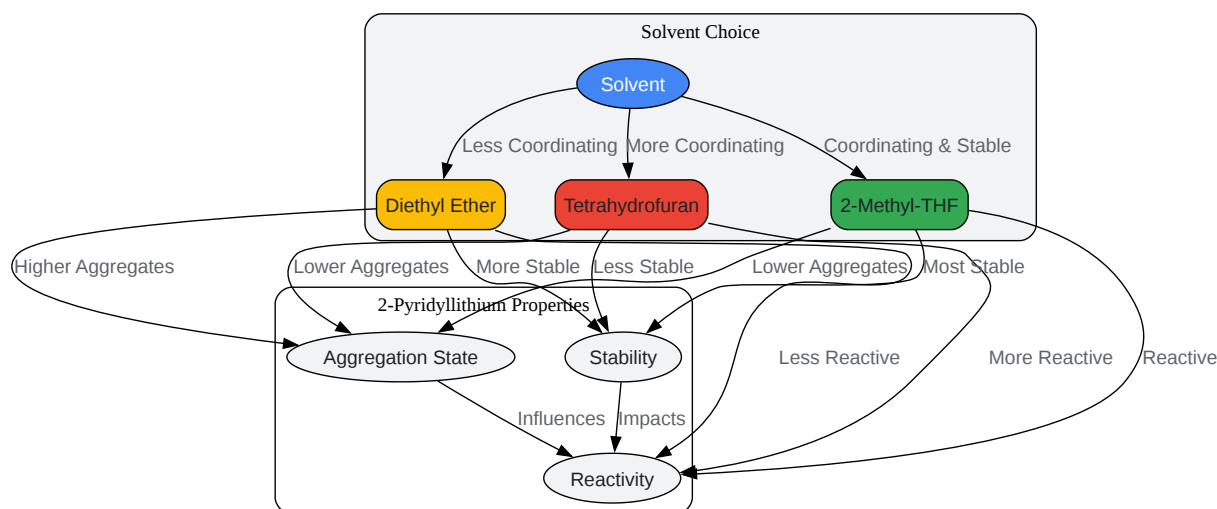 Solvent Choice
Solvent
Less Coordinating
More Coordinating
Coordinating & Stable
Diethyl Ether
Tetrahydrofuran
2-Methyl-THF
Higher Aggregates
Lower Aggregates
More Stable
Less Stable
Lower Aggregates
Most Stable
2-Pyridyllithium Properties
Aggregation State
Stability
Less Reactive
More Reactive
Reactive
Influences
Impacts
Reactivity